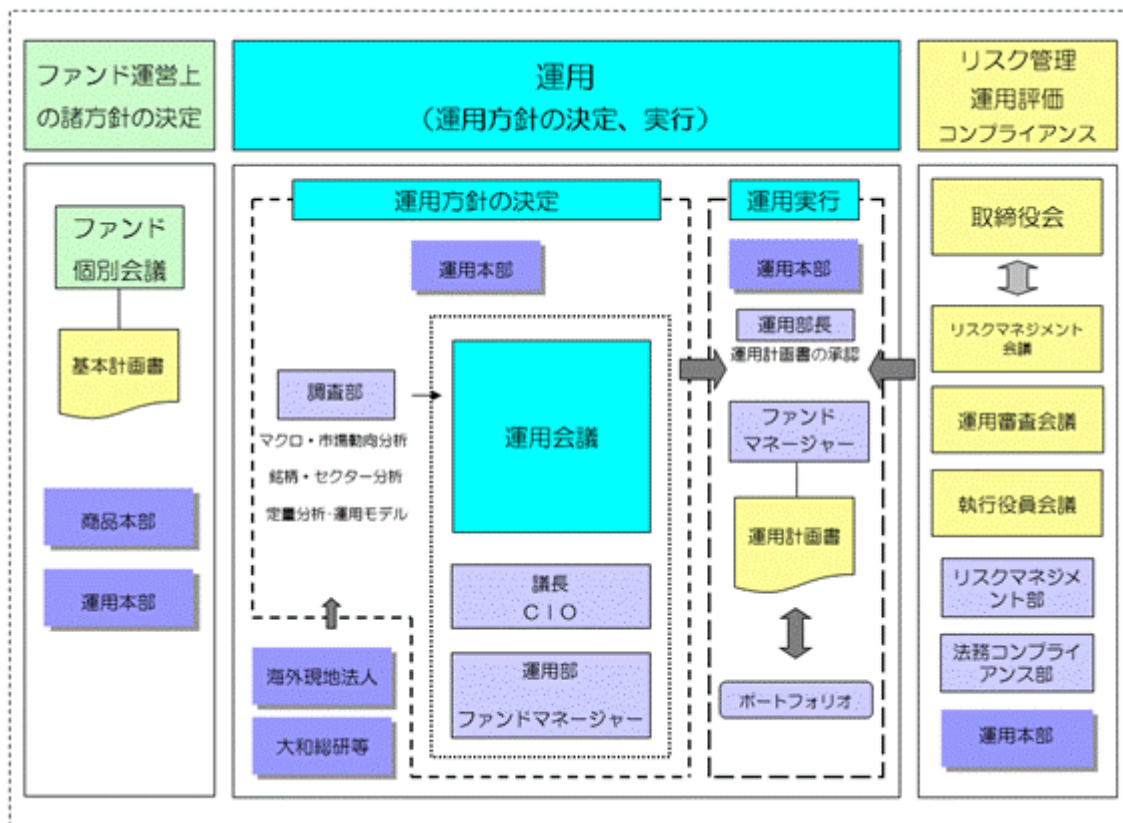 ファンド運営上
の諸方針の決定
運用
(運用方針の決定、実行)
リスク管理
運用評価
コンプライアンス
ファンド
個別会議
基本計画書
商品本部
運用本部
運用方針の決定
運用本部
調査部
マクロ・市場動向分析
銘柄・セクター分析
定量分析・運用モデル
運用会議
議長
CIO
運用部
ファンドマネージャー
海外現地法人
大和総研等
運用実行
運用本部
運用部長
運用計画書の承認
ファンド
マネージャー
運用計画書
ポートフォリオ
取締役会
リスクマネジメント
会議
運用審査会議
執行役員会議
リスクマネジメ
ント部
法務コンプライ
アンス部
運用本部